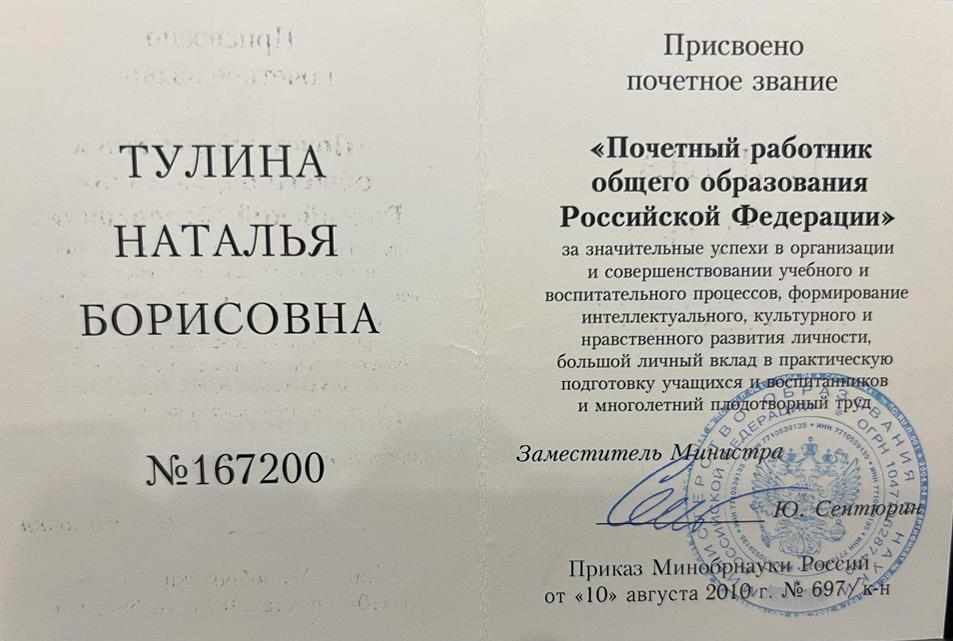 ТУЛИНА
НАТАЛЬЯ
БОРИСОВНА
№167200
Присвоено
почетное звание
«Почетный работник
общего образования
Российской Федерации»
за значительные успехи в организации
и совершенствовании учебного и
воспитательного процессов, формирование
интеллектуального, культурного и
нравственного развития личности,
большой личный вклад в практическую
подготовку учащихся и воспитанников
и многолетний плодотворный труд
Заместитель Министра
Ю. Сентюрин
Приказ Минобрнауки России
от «10» августа 2010 г. № 697/к-н